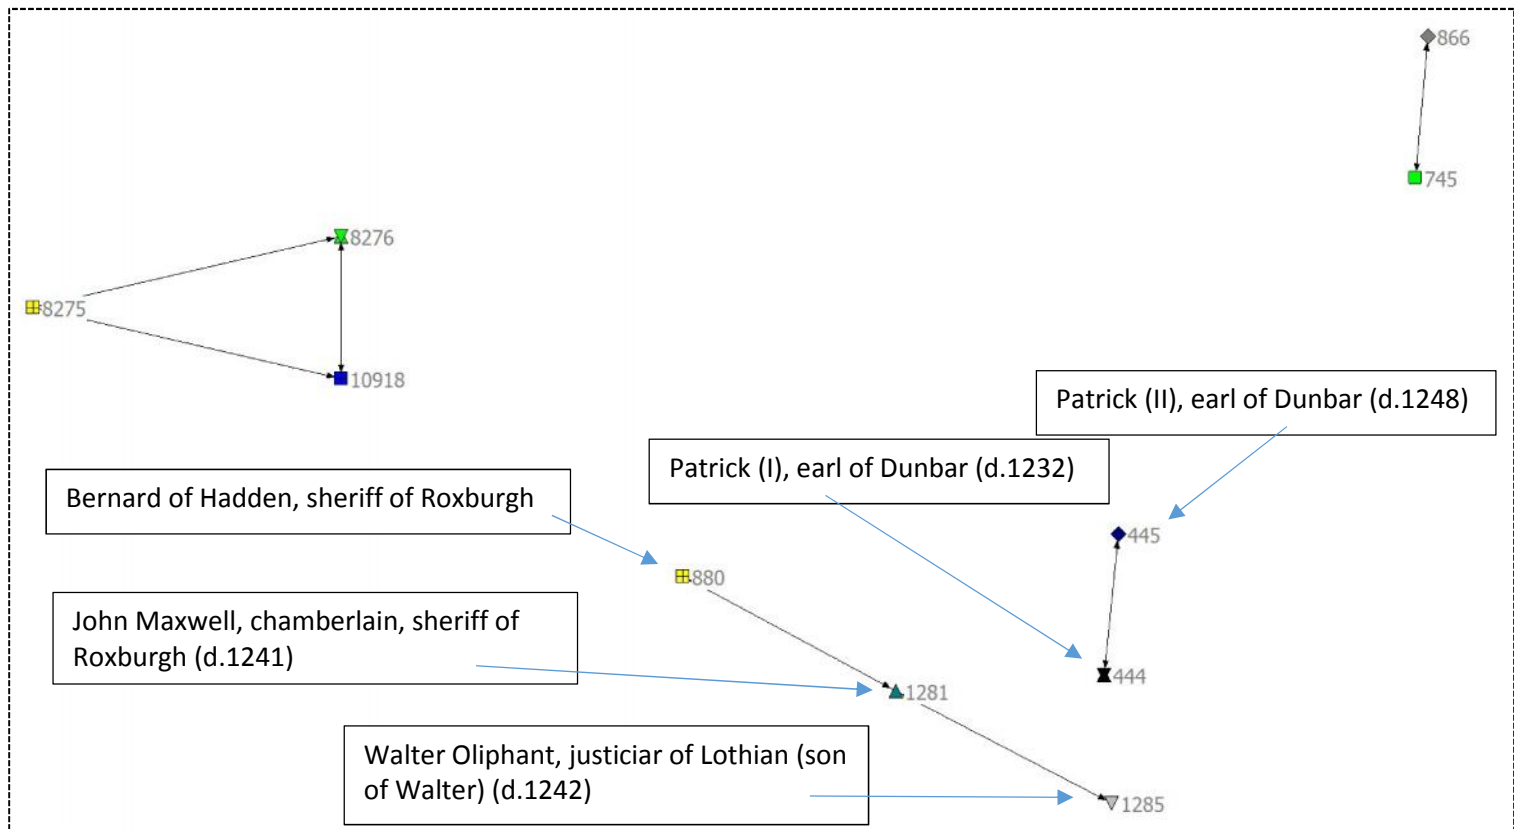 866
745
8276
8275
10918
Patrick (II), earl of Dunbar (d.1248)
Patrick (I), earl of Dunbar (d.1232)
Bernard of Hadden, sheriff of Roxburgh
445
880
John Maxwell, chamberlain, sheriff of
Roxburgh (d.1241)
444
1281
Walter Oliphant, justiciar of Lothian (son
of Walter) (d.1242)
1285